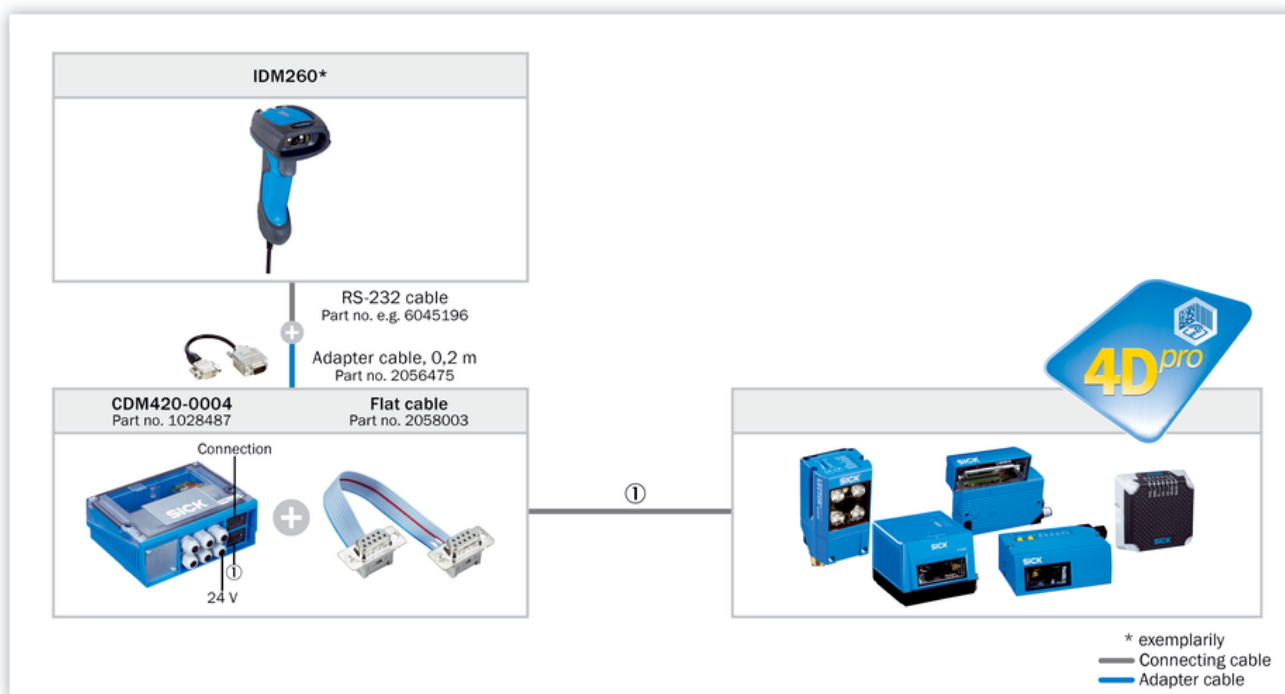 IDM260*
RS-232 cable
Part no. e.g. 6045196
Adapter cable, 0,2 m
Part no. 2056475
4Dpro
CDM420-0004
Part no. 1028487
Flat cable
Part no. 2058003
Connection
SICK
①
24 V
①
SICK
SICK
SICK
SICK
SICK
* exemplarily
Connecting cable
Adapter cable